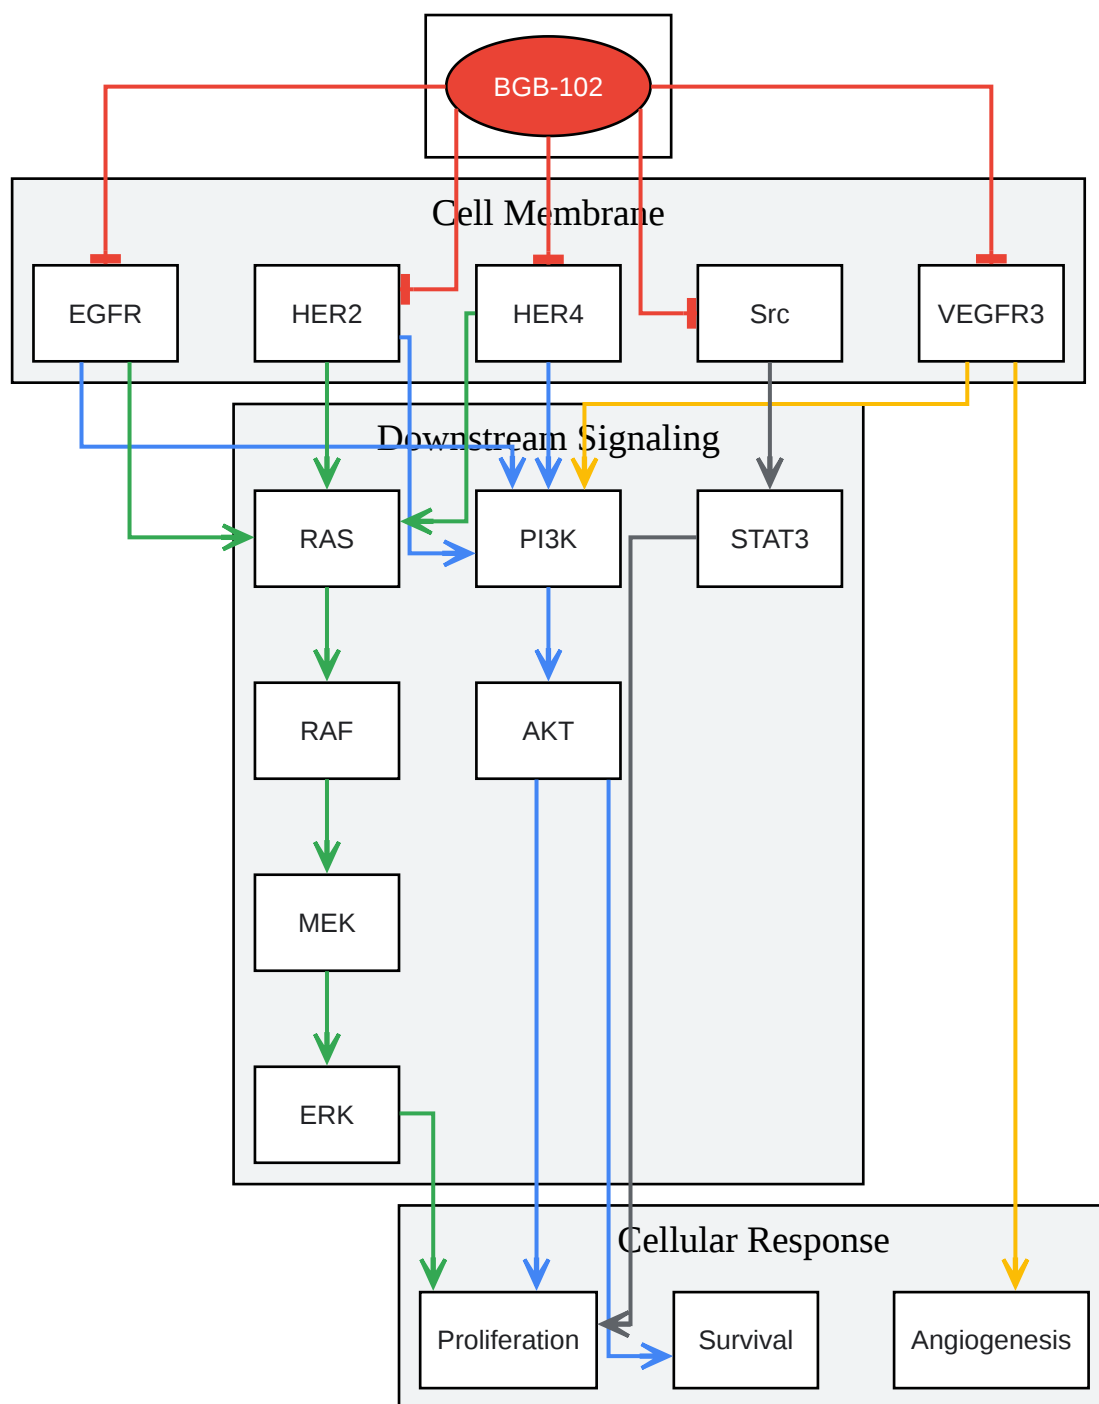 BGB-102
Cell Membrane
EGFR
HER2
HER4
Src
VEGFR3
Downstream Signaling
RAS
PI3K
STAT3
RAF
AKT
MEK
ERK
Cellular Response
Proliferation
Survival
Angiogenesis